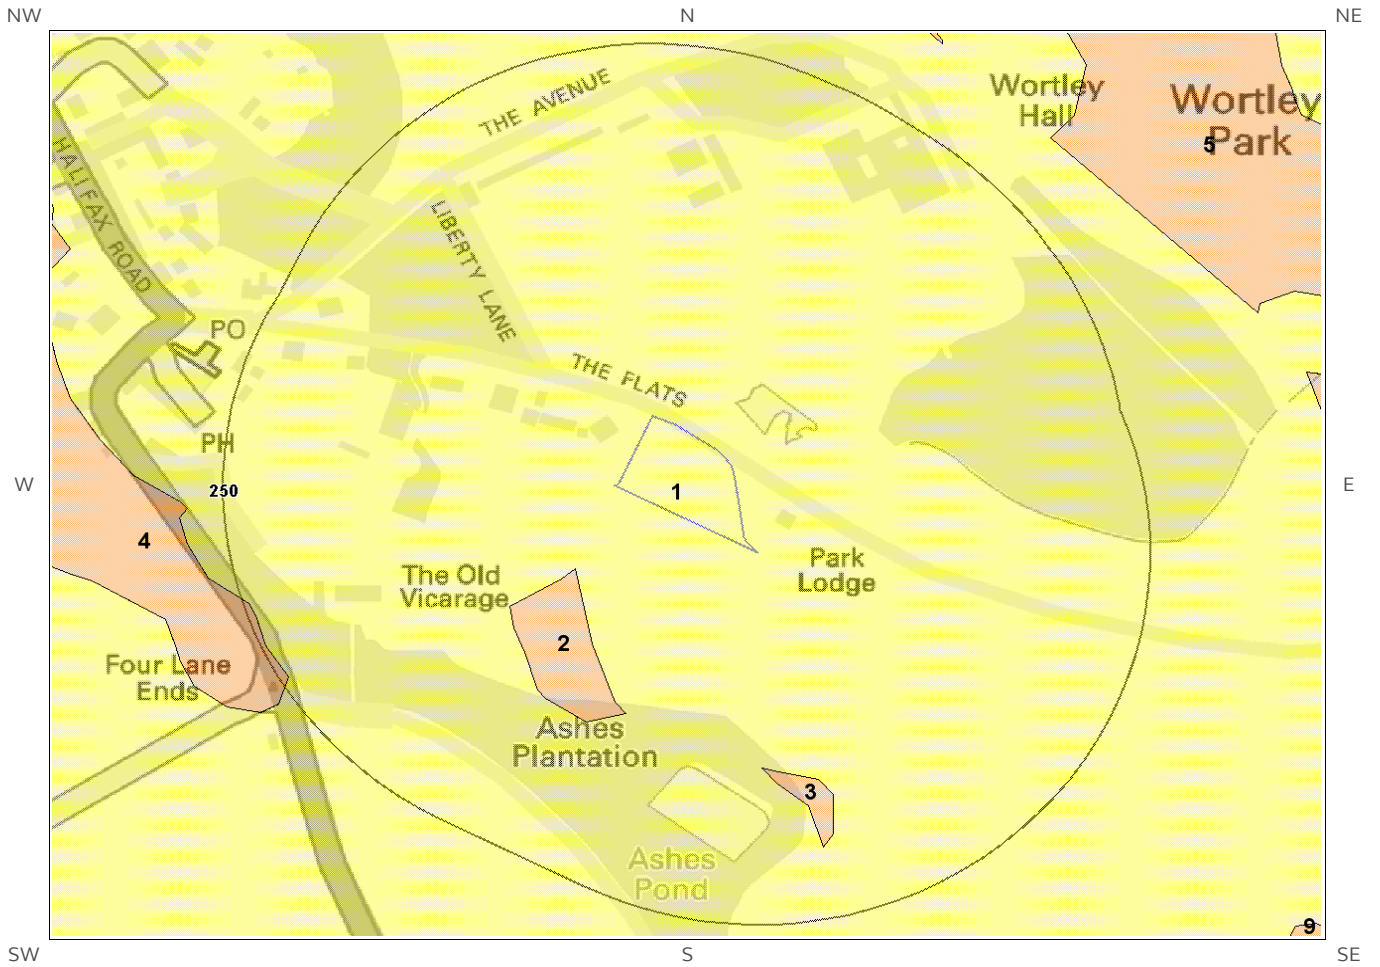 NW
N
NE
THE AVENUE
Wortley
Hall
Wortley
Park
5
HALIFAX ROAD
LIBERTY LANE
PO
THE FLATS
PH
W
250
1
E
4
Park
Lodge
The Old
Vicarage
2
Four Lane
Ends
Ashes
Plantation
3
Ashes
Pond
9
SW
S
SE